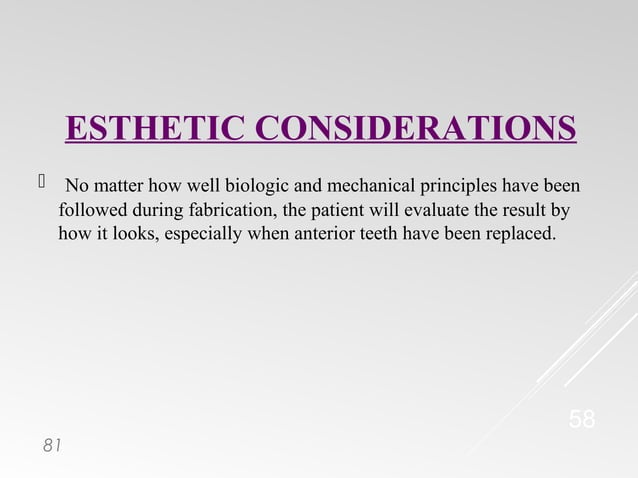 ESTHETIC CONSIDERATIONS
No matter how well biologic and mechanical principles have been
followed during fabrication, the patient will evaluate the result by
how it looks, especially when anterior teeth have been replaced.
58
81